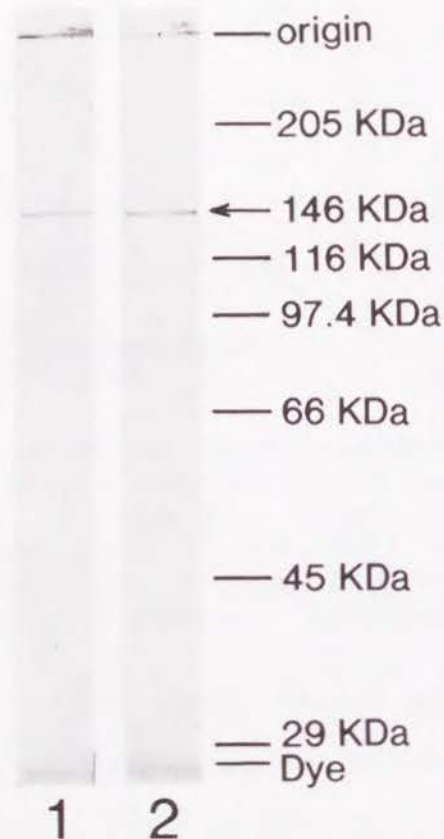 origin
205 KDa
146 KDa
116 KDa
97.4 KDa
66 KDa
45 KDa
29 KDa
Dye
1 2